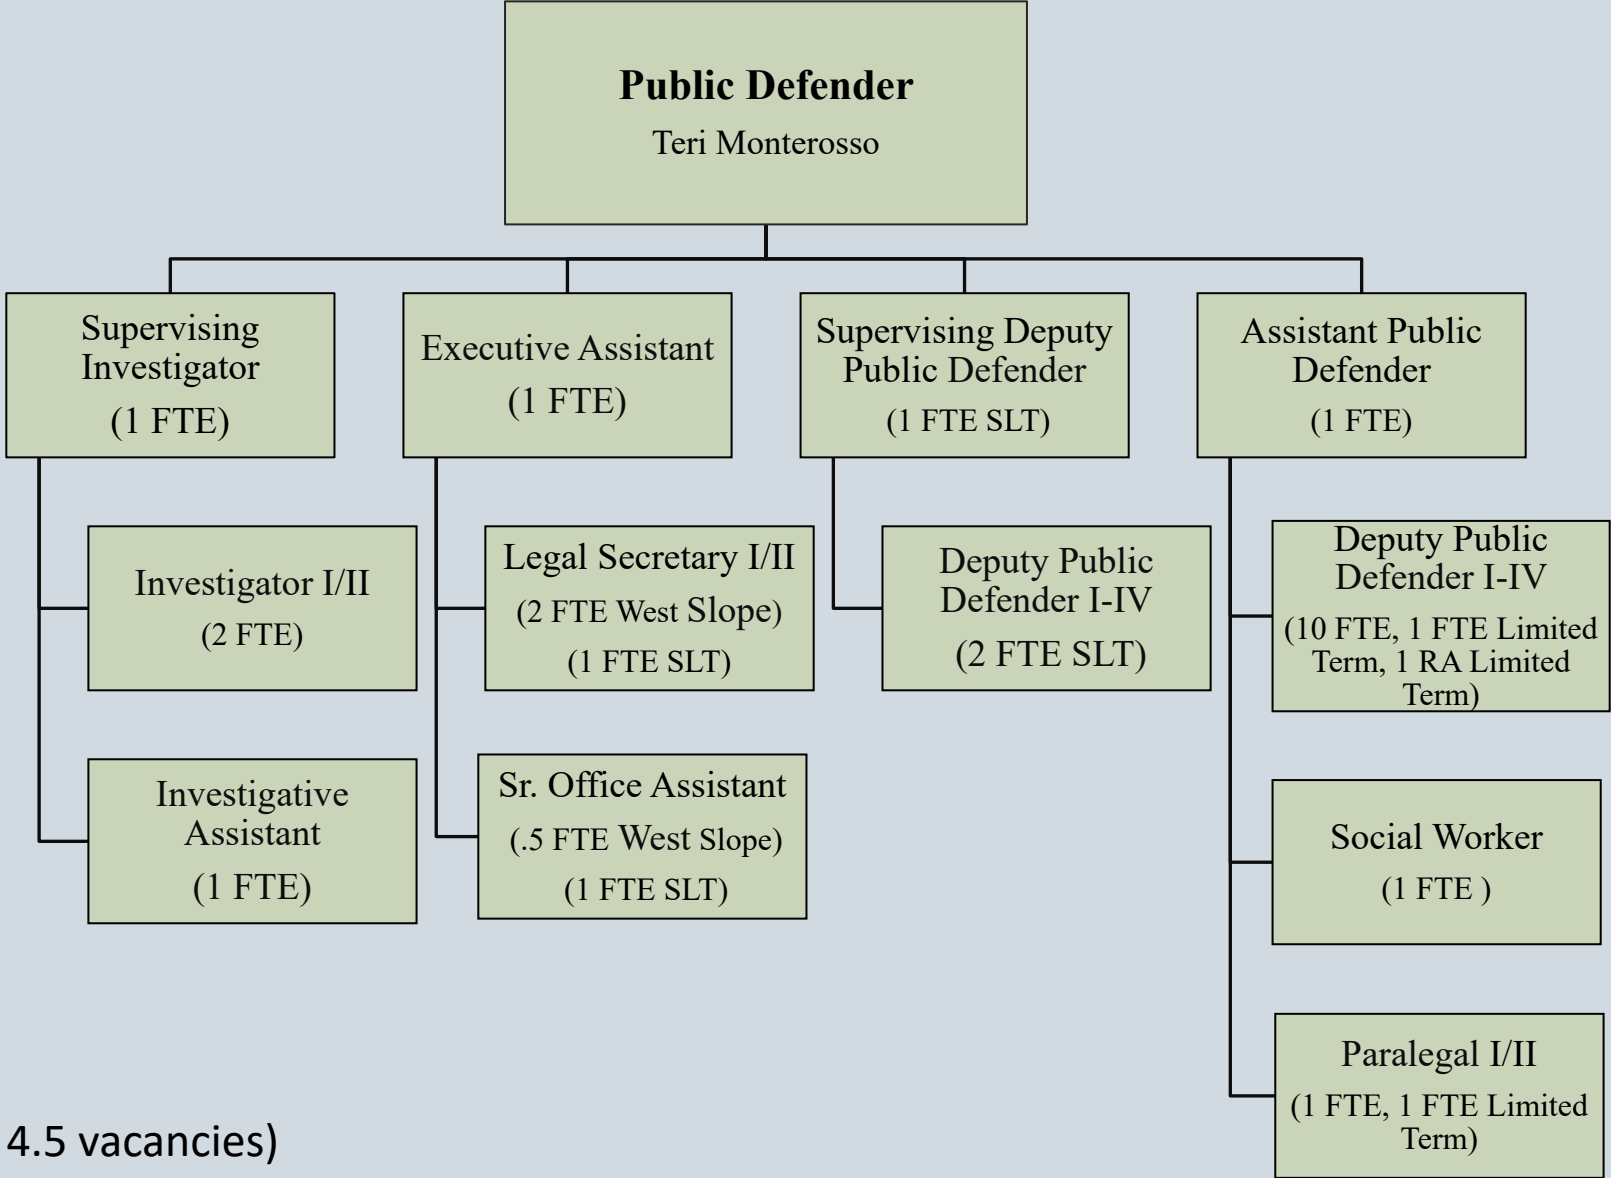 Public Defender
Teri Monterosso
Supervising
Investigator
(1 FTE)
Executive Assistant
(1 FTE)
Supervising Deputy
Public Defender
(1 FTE SLT)
Assistant Public
Defender
(1 FTE)
Investigator I/II
(2 FTE)
Investigative
Assistant
(1 FTE)
Legal Secretary I/II
(2 FTE West Slope)
(1 FTE SLT)
Sr. Office Assistant
(.5 FTE West Slope)
(1 FTE SLT)
Deputy Public
Defender I-IV
(2 FTE SLT)
Deputy Public
Defender I-IV
(10 FTE, 1 FTE Limited
Term, 1 RA Limited
Term)
Social Worker
(1 FTE )
Paralegal I/II
(1 FTE, 1 FTE Limited
Term)
4.5 vacancies)